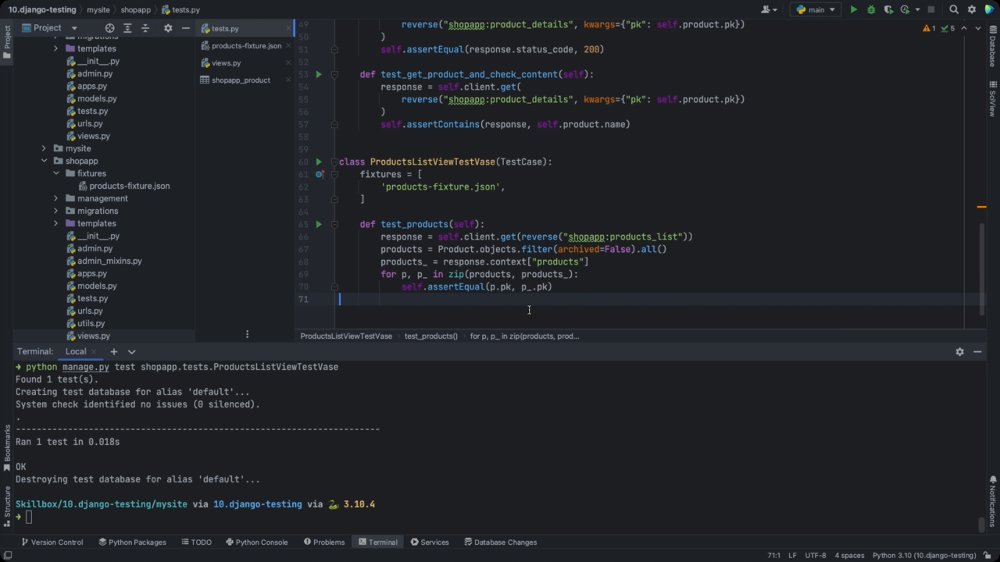 10.django-testing
mysite
shopapp
tests.py
main
Project
Project
migrations
templates
__init__.py
admin.py
apps.py
models.py
tests.py
urls.py
views.py
mysite
shopapp
fixtures
products-fixture.json
management
migrations
templates
__init__.py
admin.py
admin_mixins.py
apps.py
models.py
tests.py
urls.py
utils.py
views.py
tests.py
products-fixture.json
views.py
shopapp_product
1
5
49 reverse("shopapp:product_details", kwargs={"pk": self.product.pk})
50 )
51 self.assertEqual(response.status_code, 200)
52
53 def test_get_product_and_check_content(self):
54 response = self.client.get(
55 reverse("shopapp:product_details", kwargs={"pk": self.product.pk})
56 )
57 self.assertContains(response, self.product.name)
58
59
60 class ProductsListViewTestVase(TestCase):
61 fixtures = [
62 'products-fixture.json',
63 ]
64
65 def test_products(self):
66 response = self.client.get(reverse("shopapp:products_list"))
67 products = Product.objects.filter(archived=False).all()
68 products_ = response.context["products"]
69 for p, p_ in zip(products, products_):
70 self.assertEqual(p.pk, p_.pk)
71
ProductsListViewTestVase
test_products()
for p, p_ in zip(products, prod...
Database
SciView
Notifications
Terminal:
Local
➜ python manage.py test shopapp.tests.ProductsListViewTestVase
Found 1 test(s).
Creating test database for alias 'default'...
System check identified no issues (0 silenced).
.
----------------------------------------------------------------------
Ran 1 test in 0.018s
OK
Destroying test database for alias 'default'...
Skillbox/10.django-testing/mysite via 10.django-testing via 🐍 3.10.4
➜
Bookmarks
Structure
Version Control
Python Packages
TODO
Python Console
Problems
Terminal
Services
Database Changes
71:1
LF
UTF-8
4 spaces
Python 3.10 (10.django-testing)